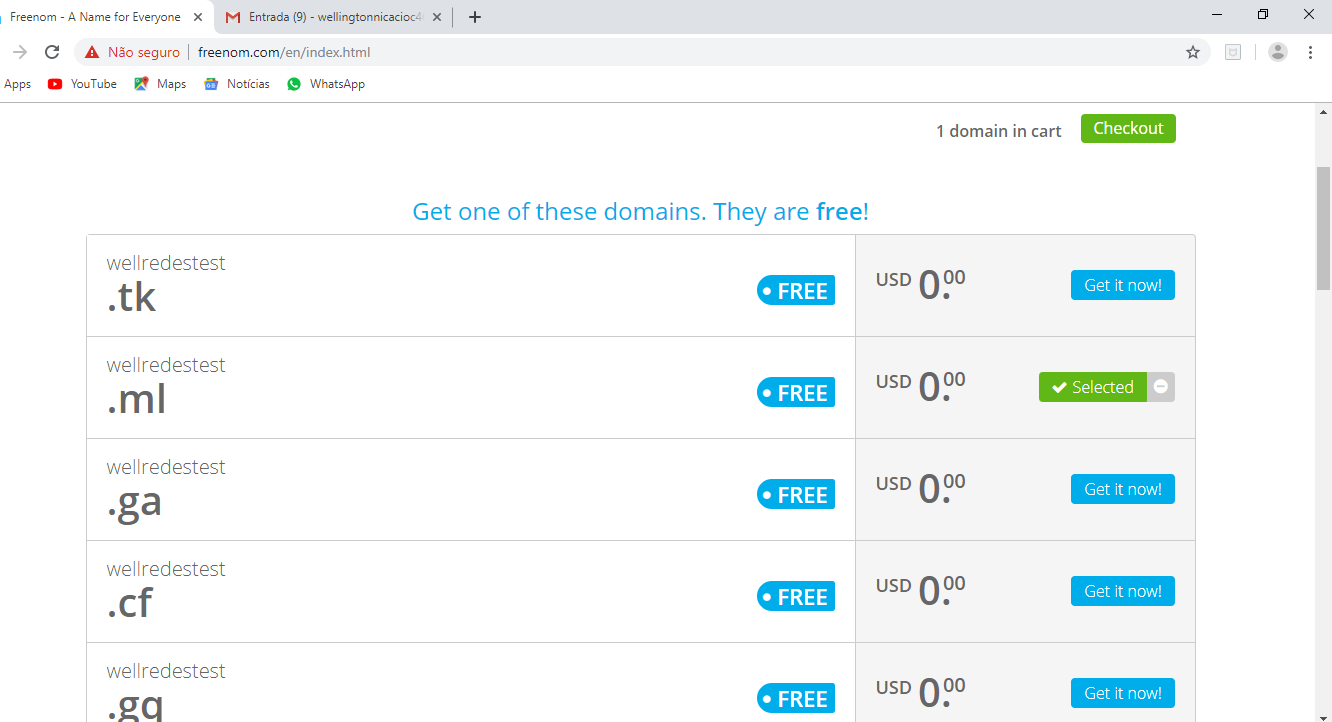 Freenom - A Name for Everyone
Entrada (9) - wellingtonnicacioc4
Não seguro
freenom.com/en/index.html
Apps
YouTube
Maps
Notícias
WhatsApp
1 domain in cart
Checkout
Get one of these domains. They are free!
wellredestest
.tk
FREE
USD 0.00
Get it now!
wellredestest
.ml
FREE
USD 0.00
Selected
wellredestest
.ga
FREE
USD 0.00
Get it now!
wellredestest
.cf
FREE
USD 0.00
Get it now!
wellredestest
.gq
FREE
USD 0.00
Get it now!